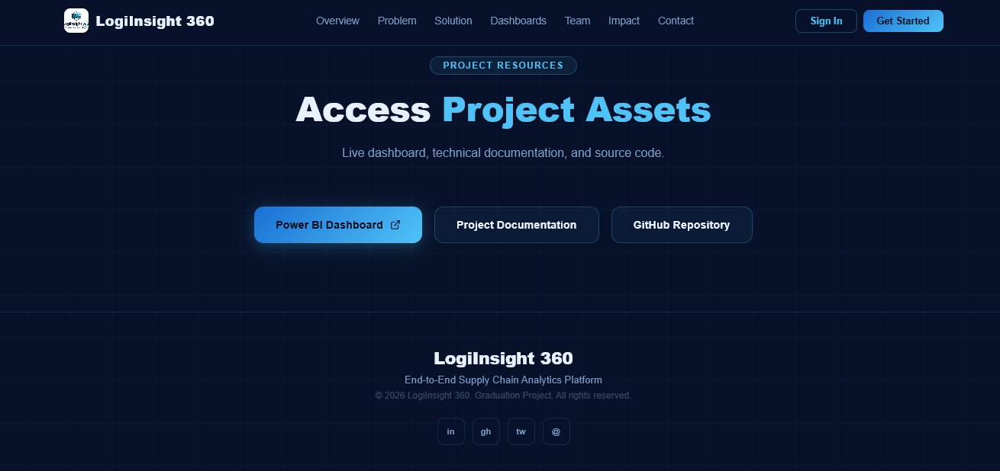 LogiInsight 360
Overview Problem Solution Dashboards Team Impact Contact
Sign In Get Started
PROJECT RESOURCES
Access Project Assets
Live dashboard, technical documentation, and source code.
Power BI Dashboard Project Documentation GitHub Repository
LogiInsight 360
End-to-End Supply Chain Analytics Platform
© 2026 LogiInsight 360. Graduation Project. All rights reserved.
in gh tw @